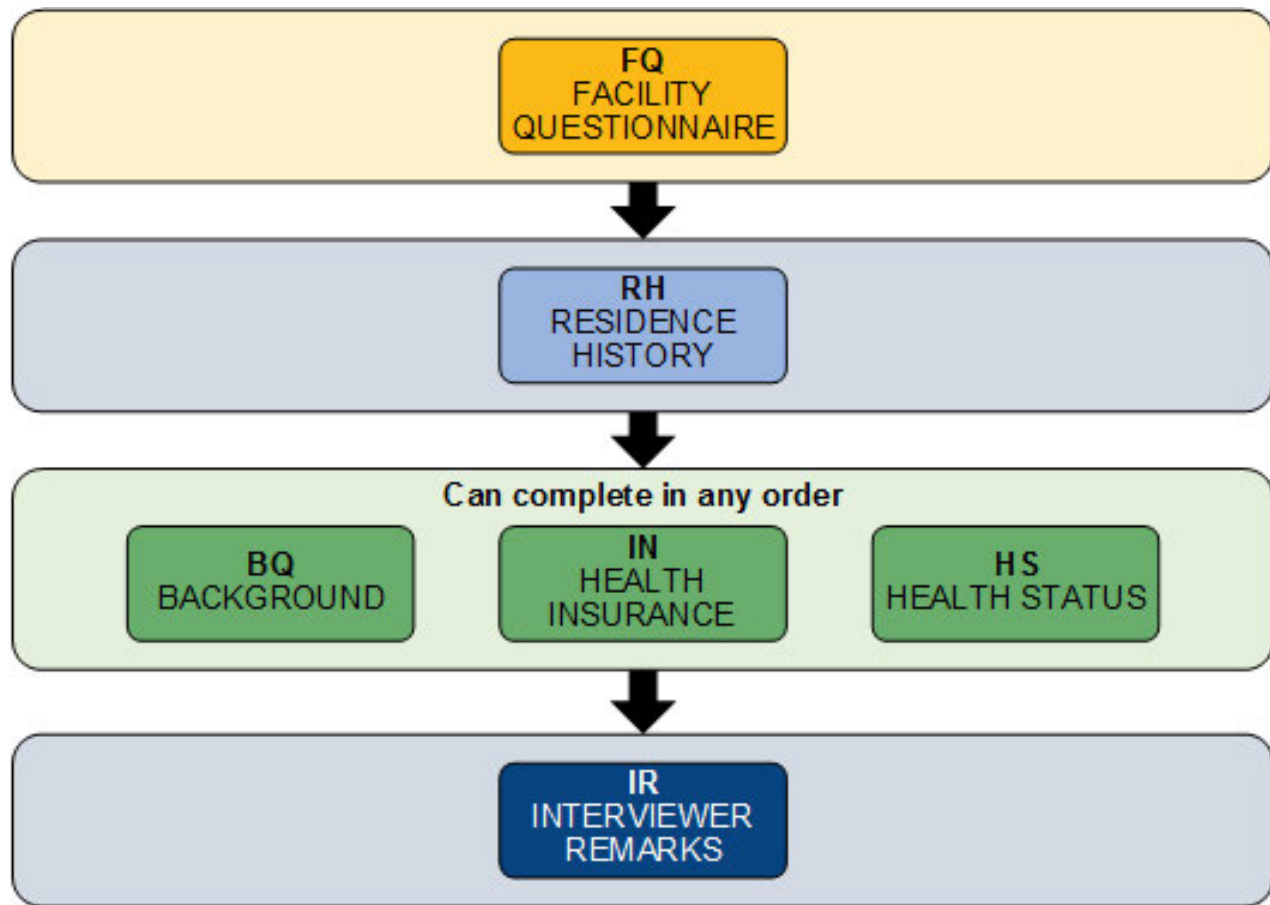 FQ
FACILITY
QUESTIONNAIRE
RH
RESIDENCE
HISTORY
Can complete in any order
BQ
BACKGROUND
IN
HEALTH
INSURANCE
HS
HEALTH STATUS
IR
INTERVIEWER
REMARKS